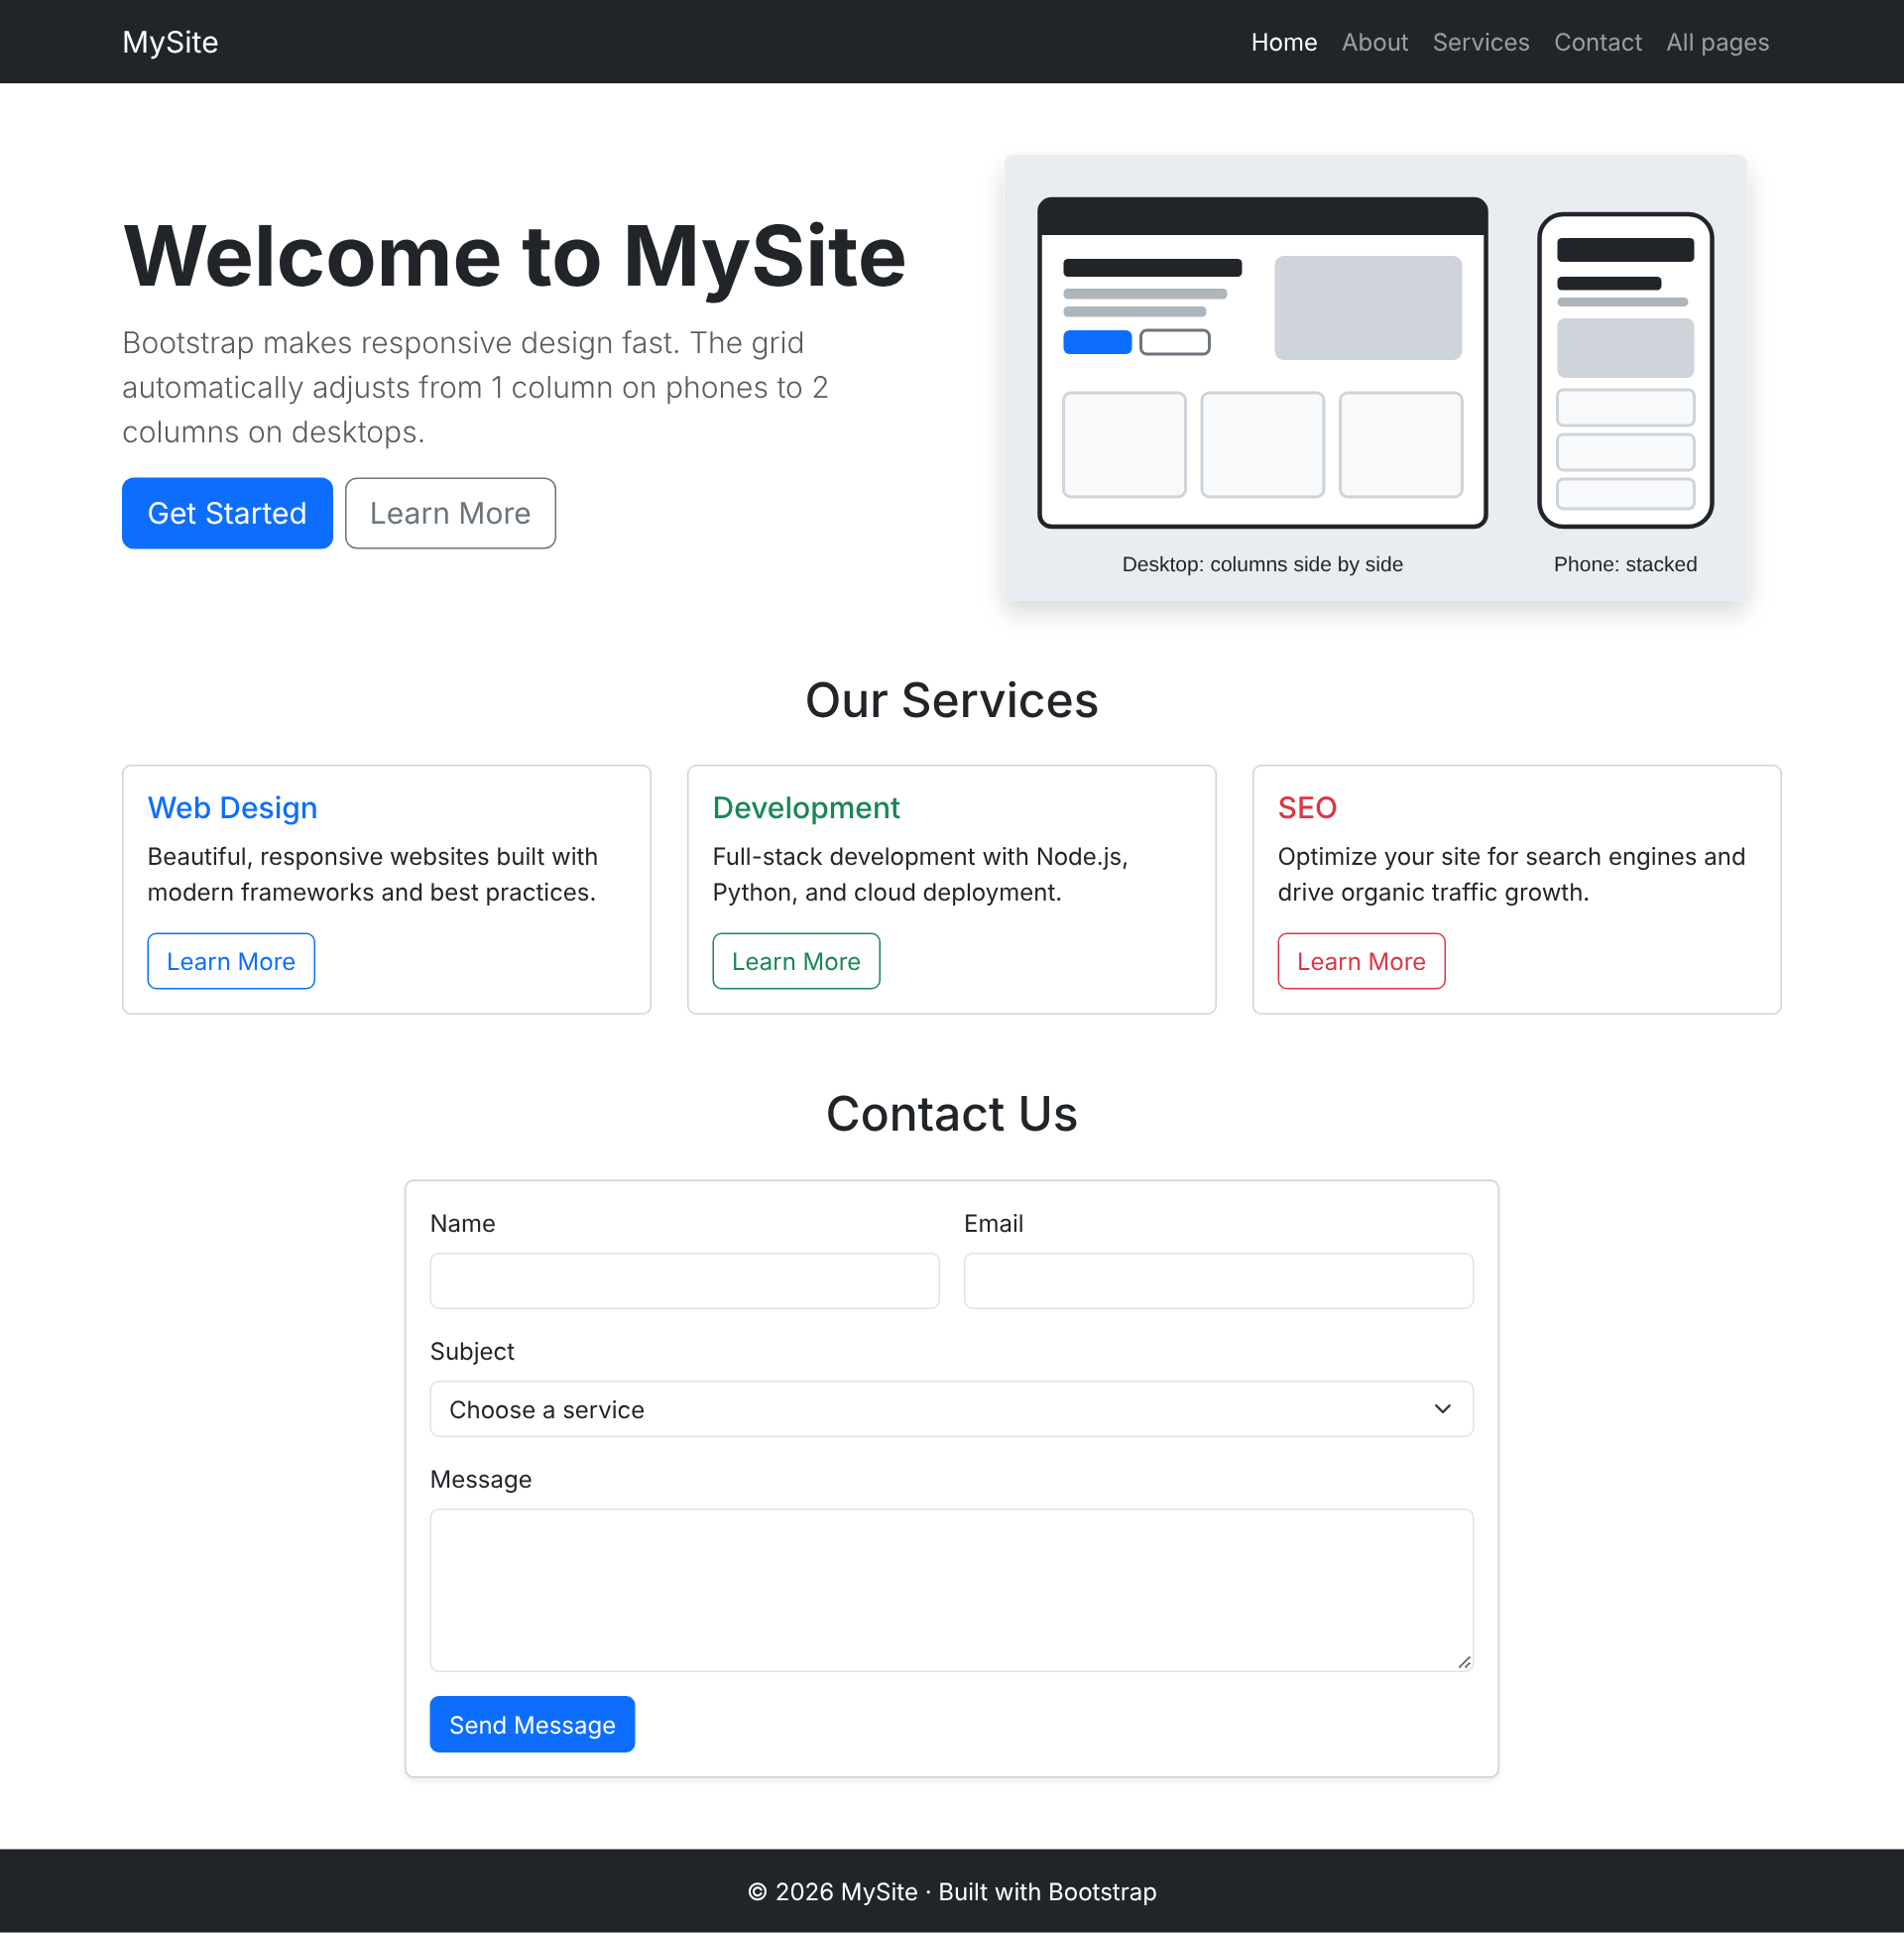 MySite
Home About Services Contact All pages
Welcome to MySite
Bootstrap makes responsive design fast. The grid
automatically adjusts from 1 column on phones to 2
columns on desktops.
Get Started Learn More
Desktop: columns side by side
Phone: stacked
Our Services
Web Design
Beautiful, responsive websites built with
modern frameworks and best practices.
Learn More
Development
Full-stack development with Node.js,
Python, and cloud deployment.
Learn More
SEO
Optimize your site for search engines and
drive organic traffic growth.
Learn More
Contact Us
Name
Email
Subject
Choose a service
Message
Send Message
© 2026 MySite · Built with Bootstrap